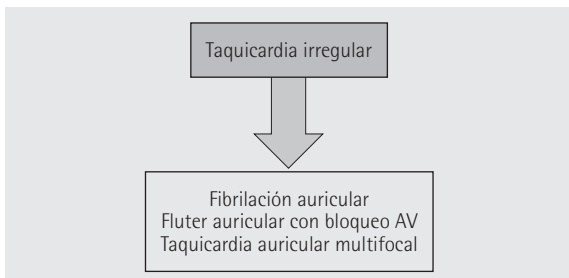 Taquicardia irregular
Fibrilación auricular
Fluter auricular con bloqueo AV
Taquicardia auricular multifocal